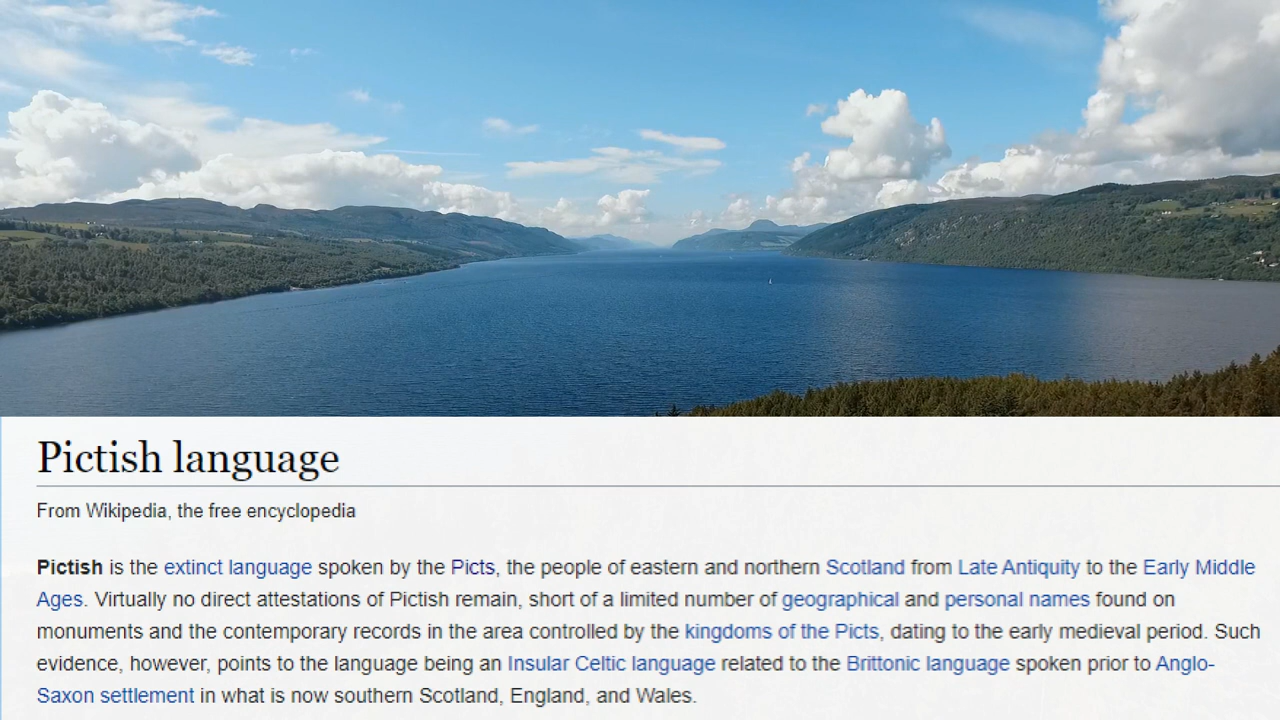 Pictish language
From Wikipedia, the free encyclopedia
Pictish is the extinct language spoken by the Picts, the people of eastern and northern Scotland from Late Antiquity to the Early Middle
Ages. Virtually no direct attestations of Pictish remain, short of a limited number of geographical and personal names found on
monuments and the contemporary records in the area controlled by the kingdoms of the Picts, dating to the early medieval period. Such
evidence, however, points to the language being an Insular Celtic language related to the Brittonic language spoken prior to Anglo-
Saxon settlement in what is now southern Scotland, England, and Wales.